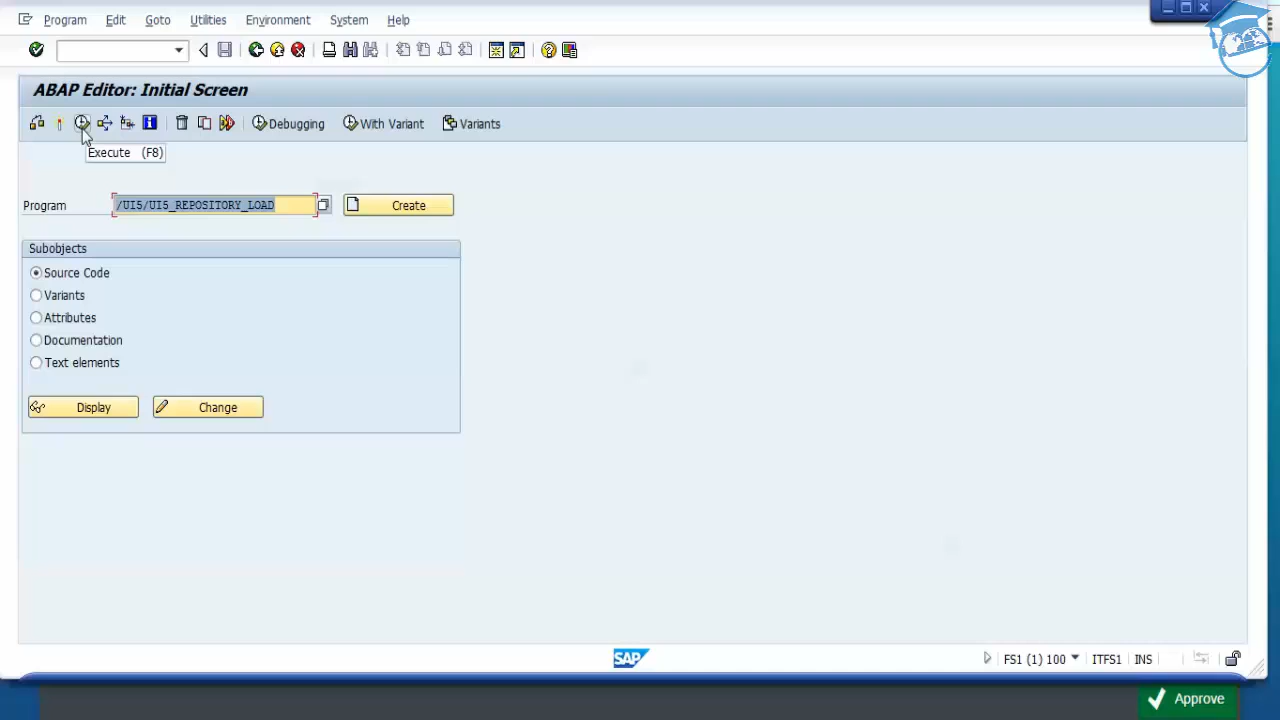 Program Edit Goto Utilities Environment System Help
ABAP Editor: Initial Screen
Debugging With Variant Variants
Execute (F8)
Program /UI5/UI5_REPOSITORY_LOAD Create
Subobjects
Source Code
Variants
Attributes
Documentation
Text elements
Display Change
SAP FS1 (1) 100 ITFS1 INS
Approve